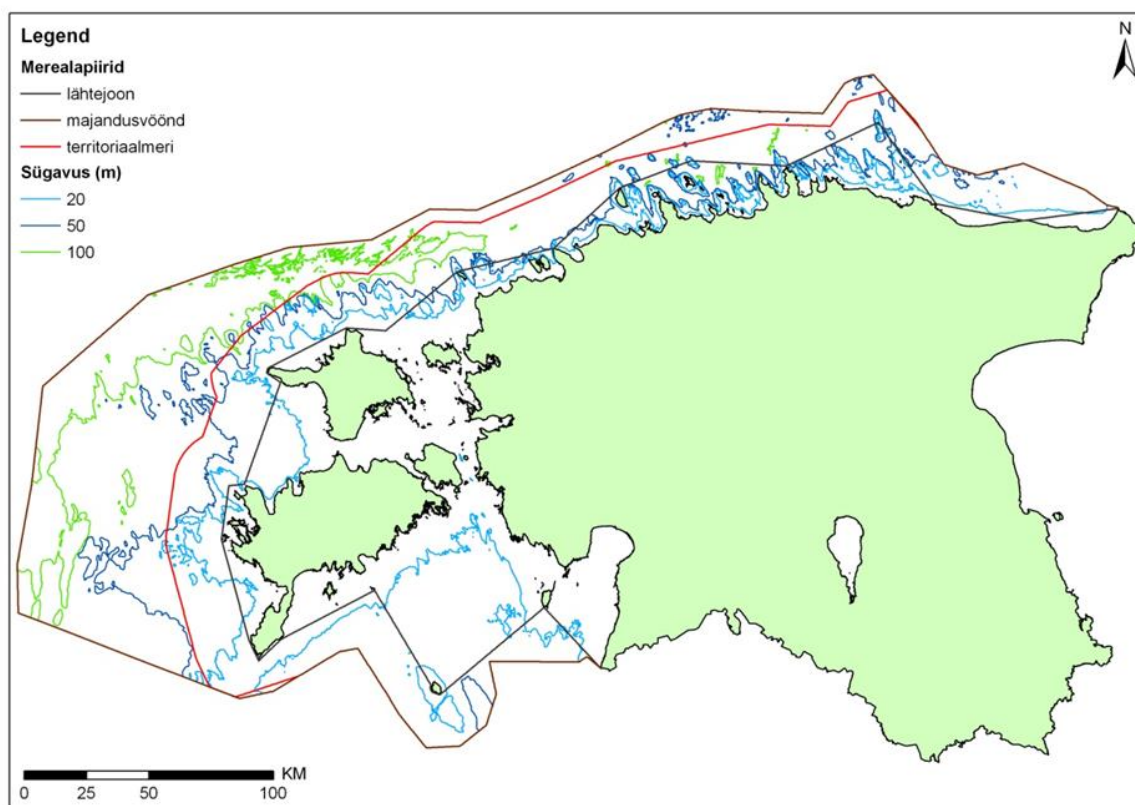 Legend
Merealapiirid
lähtejoon
majandusvöönd
territoriaalmeri
Sügavus (m)
20
50
100
N
KM
0 25 50 100